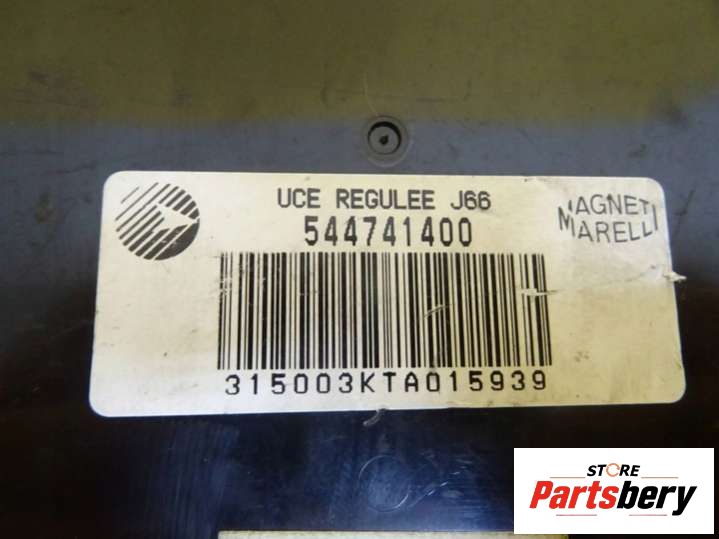 UCE REGULEE J66
544741400
MAGNETI
MARELLI
315003KTA015939
STORE
Partsbery